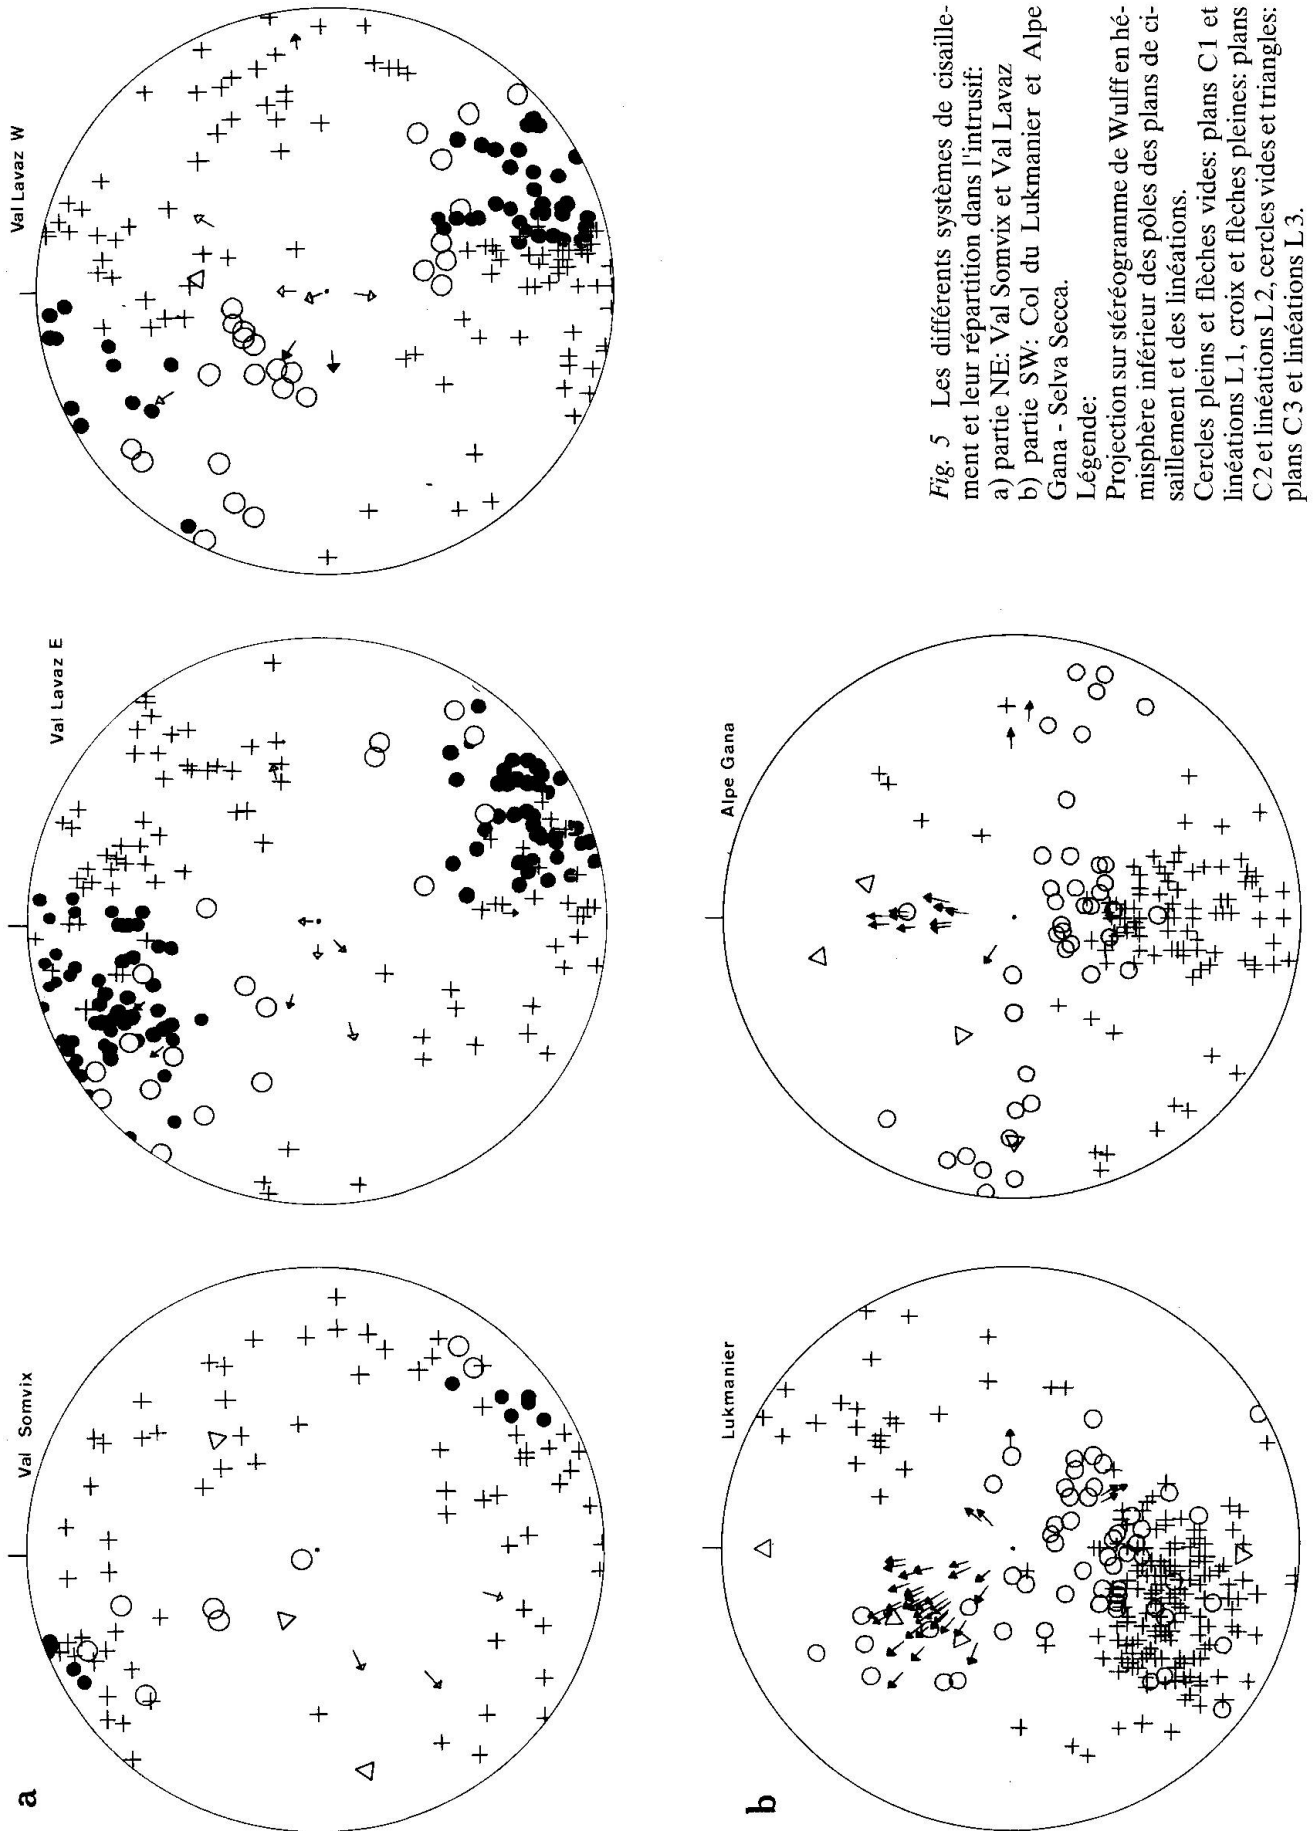 a
Val Somvix
Val Lavaz E
Val Lavaz W
b
Lukmanier
Alpe Gana
Fig. 5 Les différents systèmes de cisaille-
ment et leur répartition dans l'intrusif:
a) partie NE: Val Somvix et Val Lavaz
b) partie SW: Col du Lukmanier et Alpe
Gana - Selva Secca.
Légende:
Projection sur stéréogramme de Wulff en hé-
misphère inférieur des pôles des plans de ci-
saillement et des linéations.
Cercles pleins et flèches vides: plans C1 et
linéations L1, croix et flèches pleines: plans
C2 et linéations L2, cercles vides et triangles:
plans C3 et linéations L3.